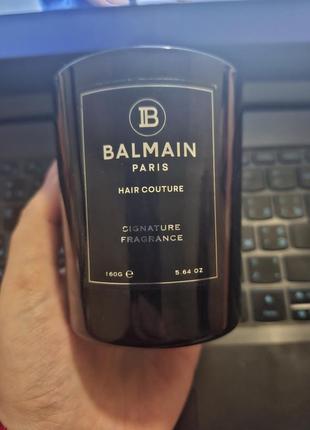 B
BALMAIN
PARIS
HAIR COUTURE
SIGNATURE
FRAGRANCE
160G ℮ 5.64 OZ